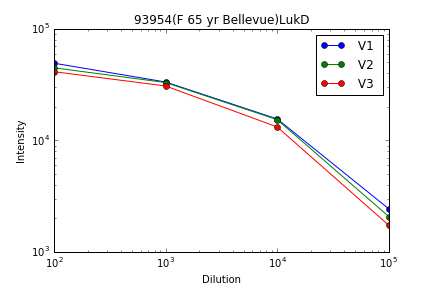 93954(F 65 yr Bellevue)LukD
10^5
V1
V2
V3
Intensity
10^4
10^3
10^2
10^3
10^4
10^5
Dilution